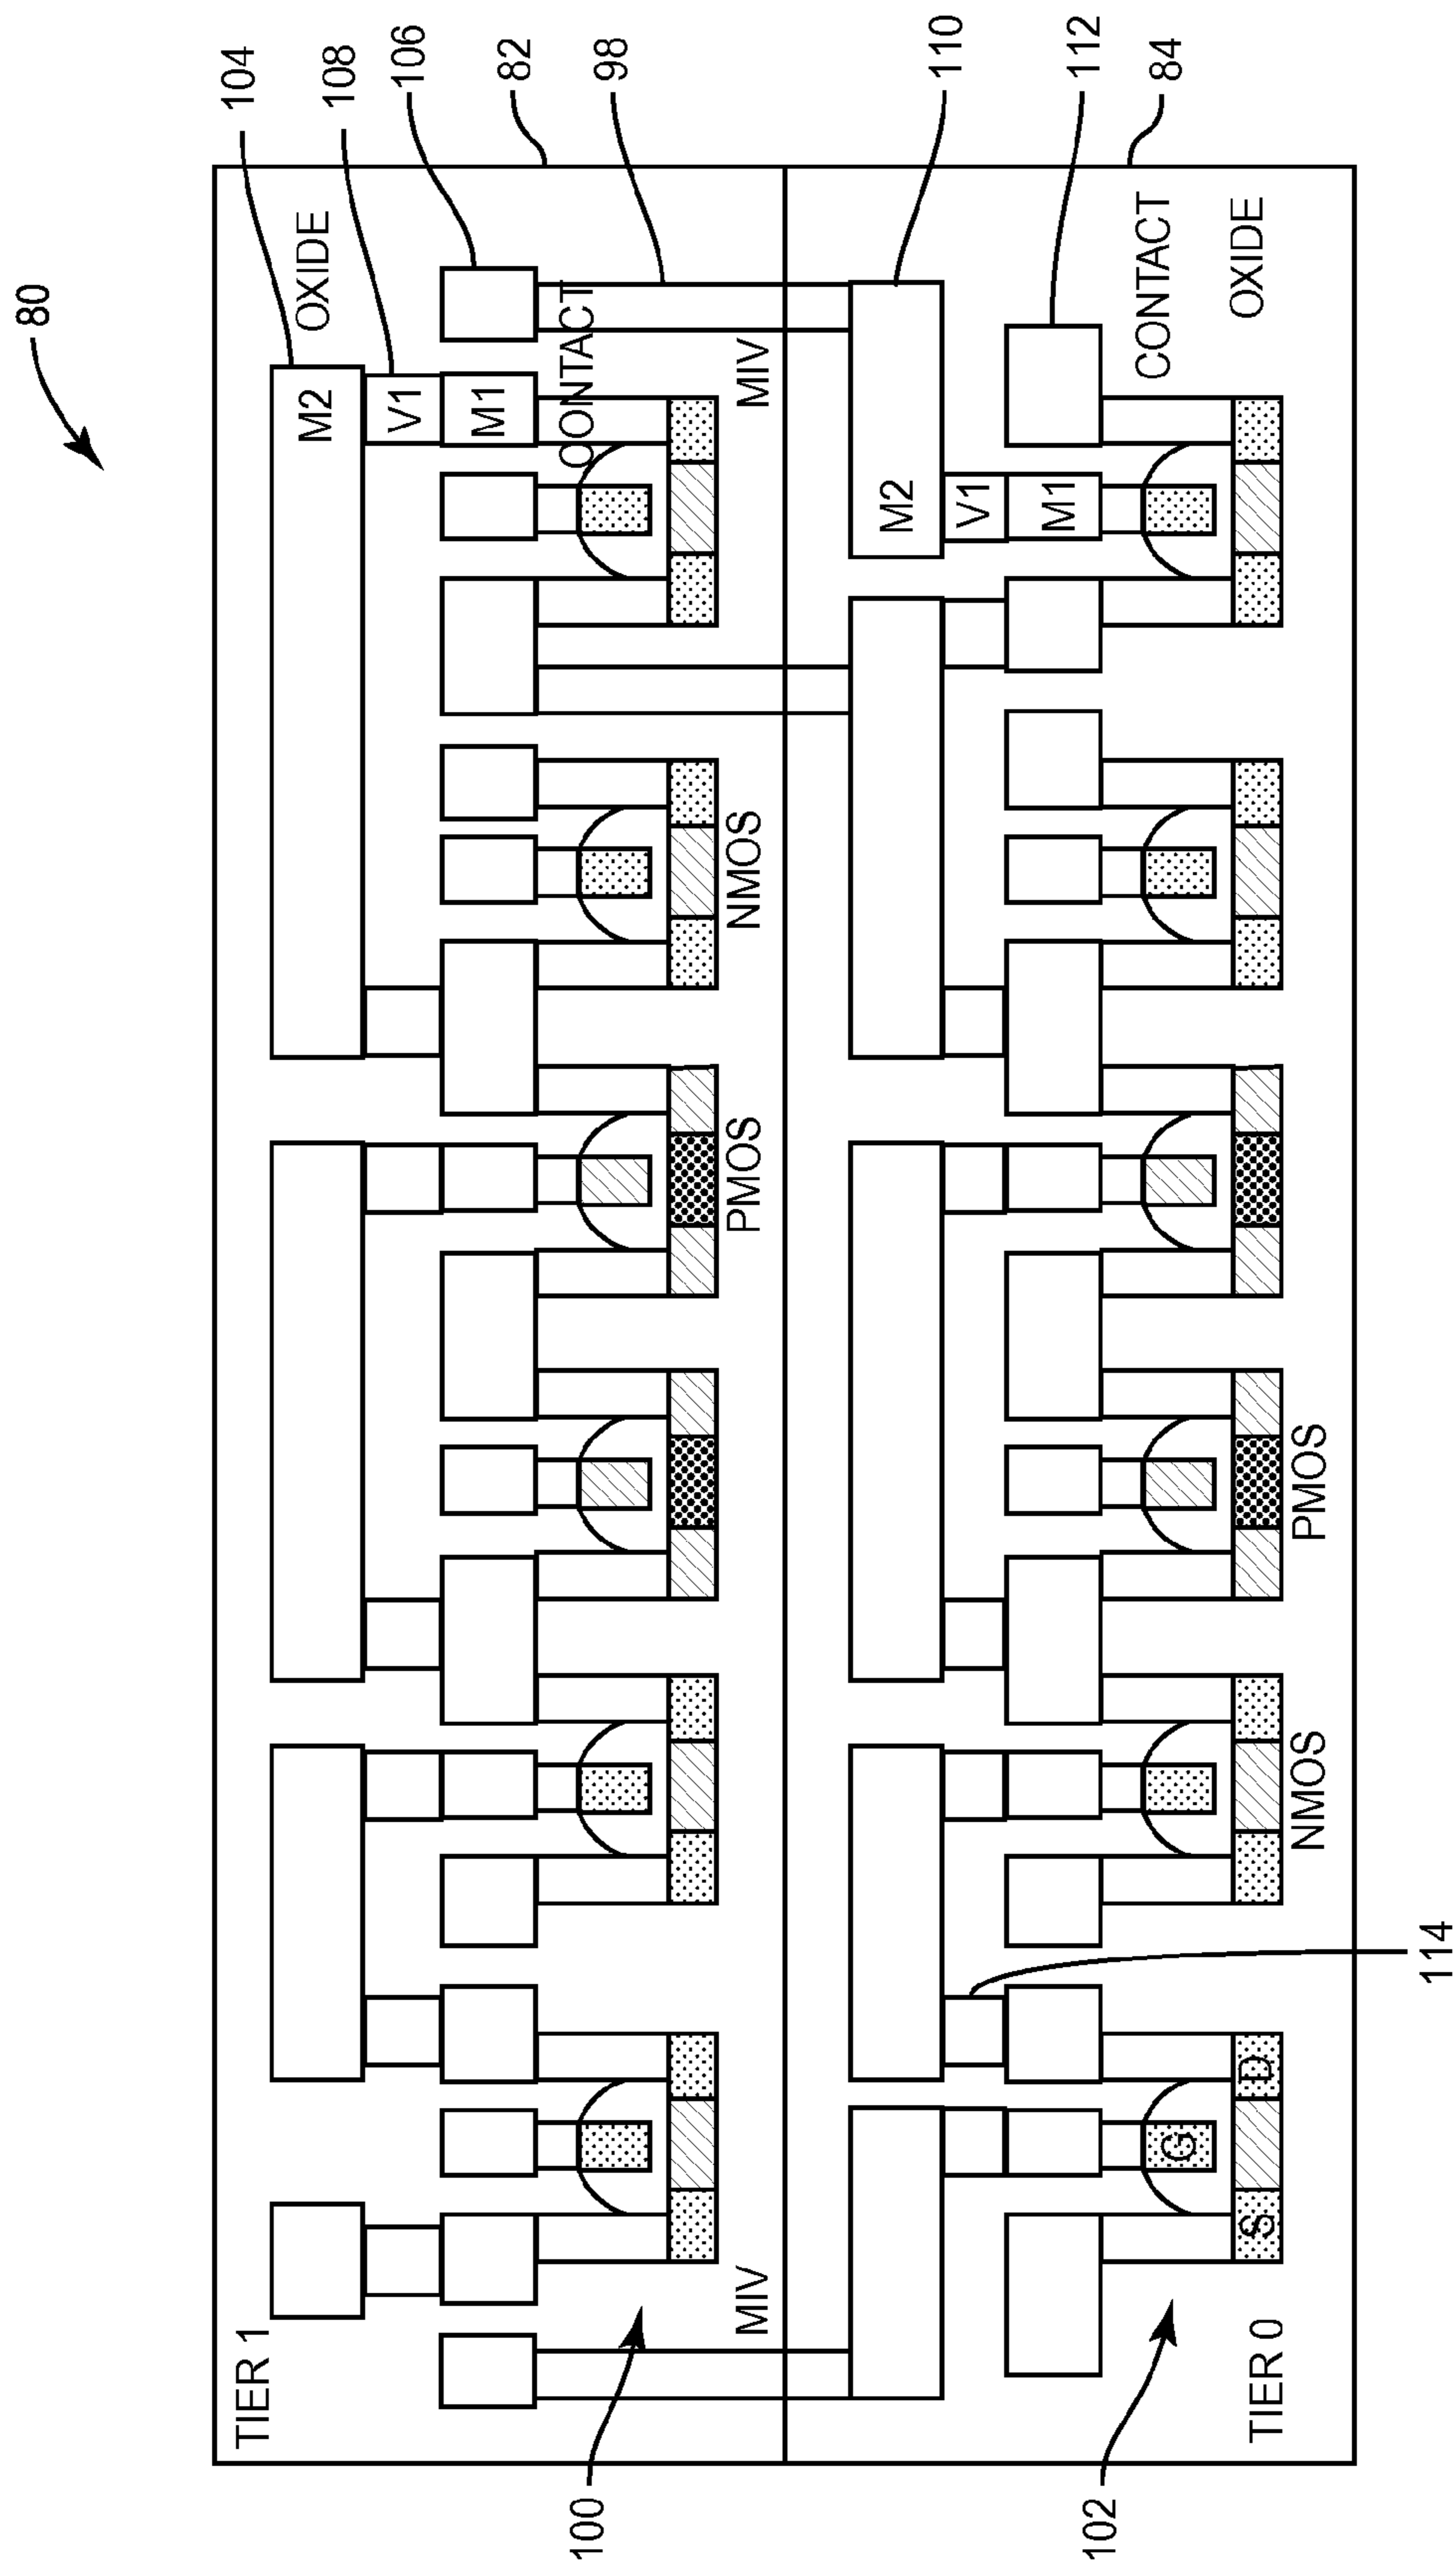 80
104
108
106
82
98
110
112
84
TIER 1
OXIDE
M2
V1
M1
CONTACT
MIV
NMOS
PMOS
MIV
100
M2
V1
M1
CONTACT
OXIDE
G
S
D
NMOS
PMOS
TIER 0
102
114